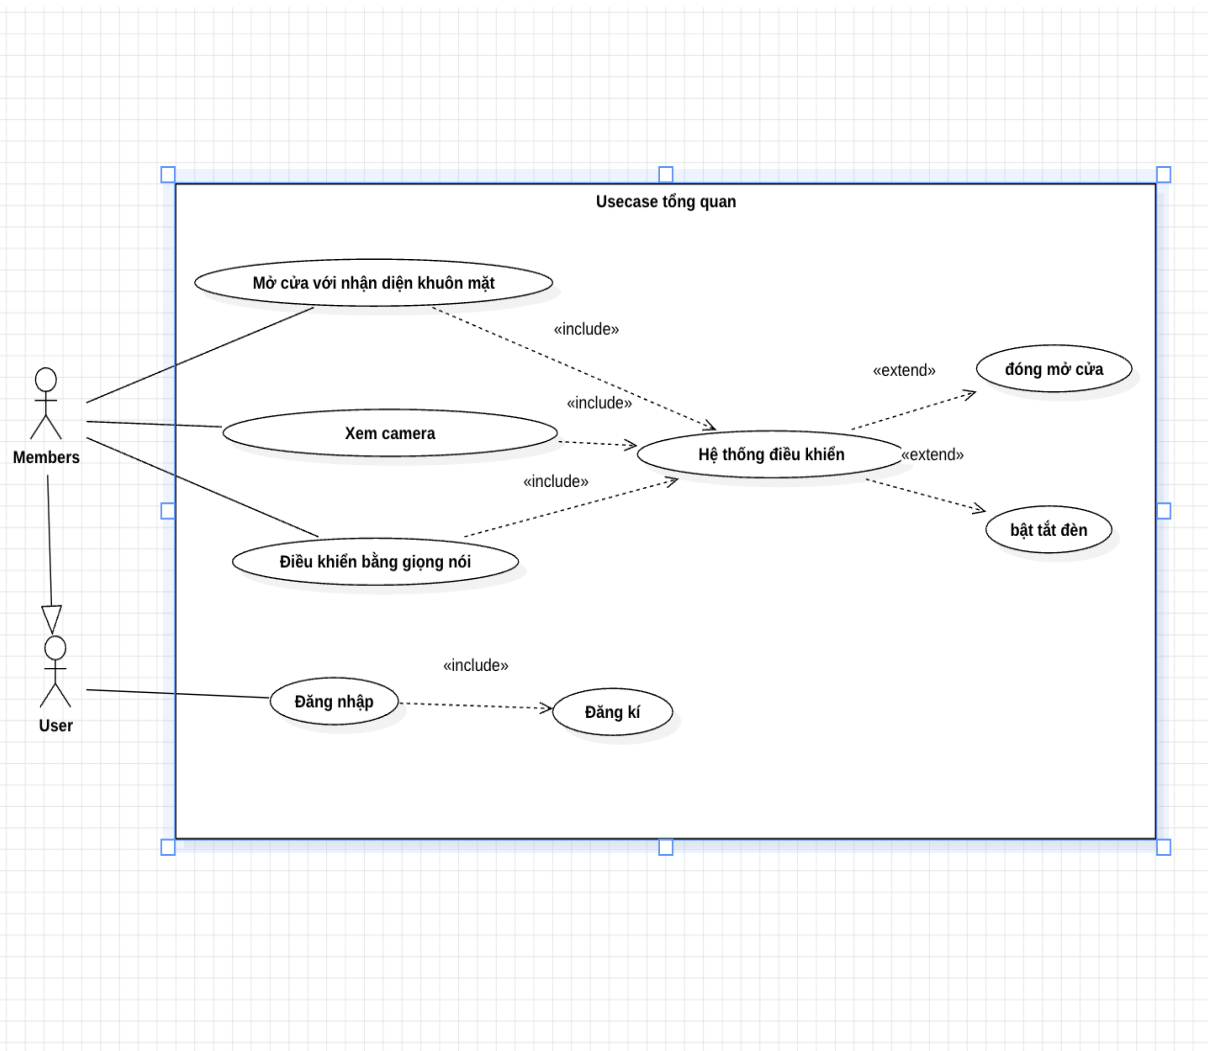 Usecase tổng quan
Mở cửa với nhận diện khuôn mặt
«include»
«extend»
đóng mở cửa
«include»
Xem camera
Hệ thống điều khiển
«extend»
Members
«include»
bật tắt đèn
Điều khiển bằng giọng nói
«include»
Đăng nhập
Đăng kí
User